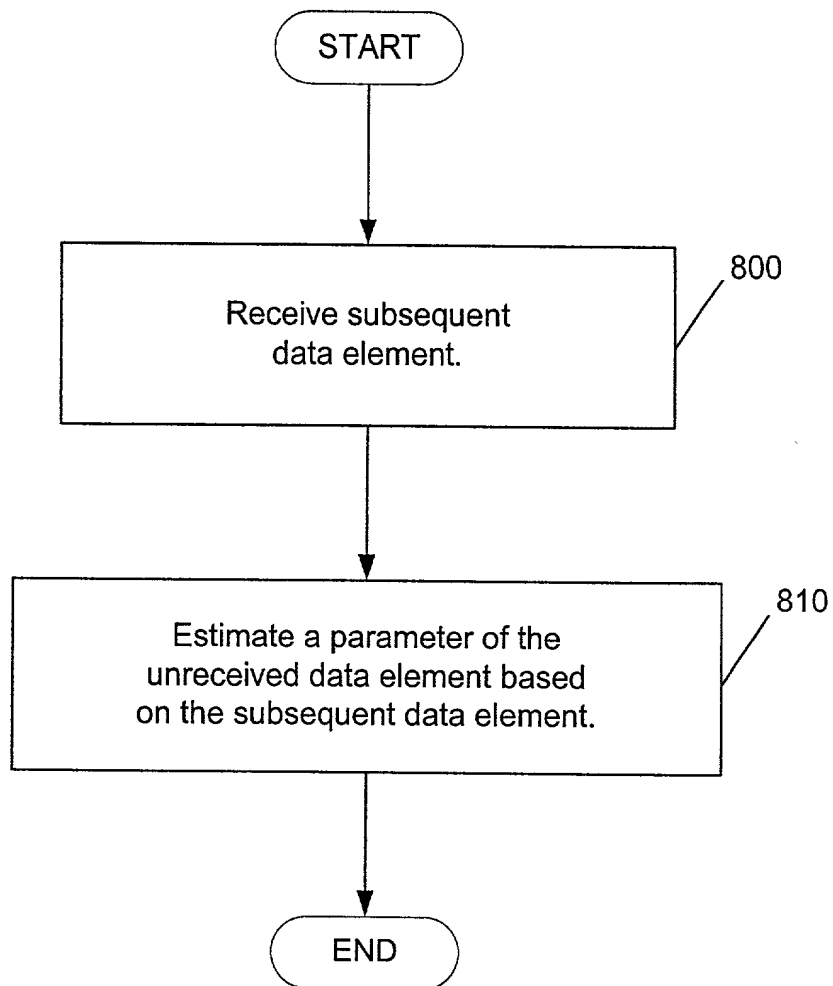 START
800
Receive subsequent
data element.
810
Estimate a parameter of the
unreceived data element based
on the subsequent data element.
END